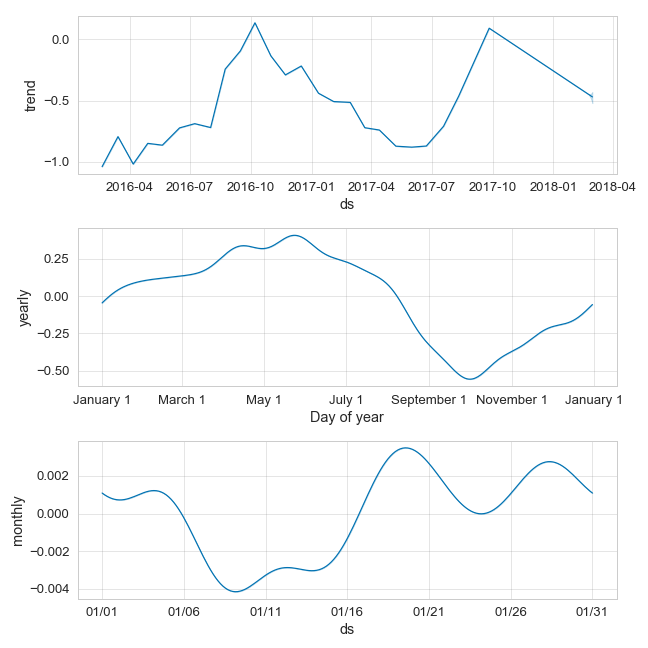 trend
0.0
−0.5
−1.0
2016-04 2016-07 2016-10 2017-01 2017-04 2017-07 2017-10 2018-01 2018-04
ds
yearly
0.25
0.00
−0.25
−0.50
January 1 March 1 May 1 July 1 September 1 November 1 January 1
Day of year
monthly
0.002
0.000
−0.002
−0.004
01/01 01/06 01/11 01/16 01/21 01/26 01/31
ds